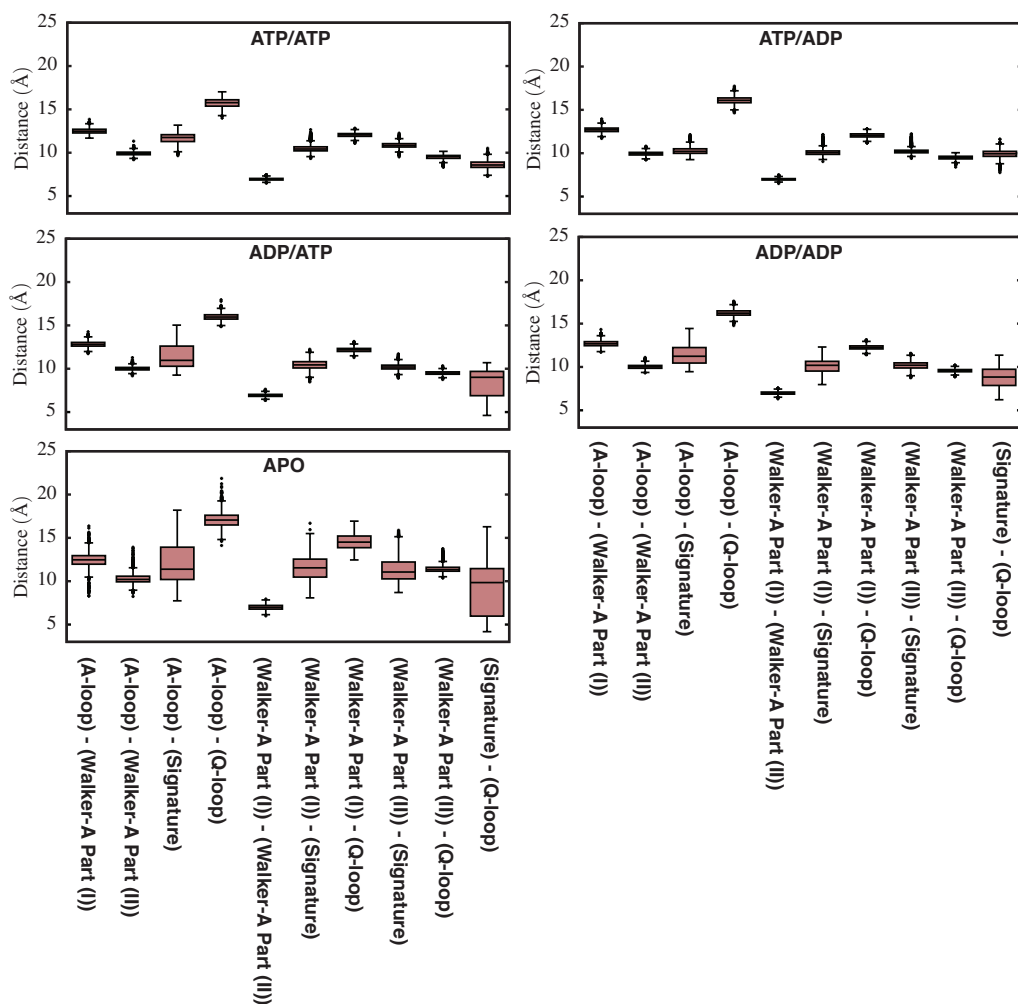 ATP/ATP
Distance (Å)
25
20
15
10
5
ATP/ADP
Distance (Å)
25
20
15
10
5
ADP/ATP
Distance (Å)
25
20
15
10
5
ADP/ADP
Distance (Å)
25
20
15
10
5
(A-loop) - (Walker-A Part (I))
(A-loop) - (Walker-A Part (II))
(A-loop) - (Signature)
(A-loop) - (Q-loop)
(Walker-A Part (I)) - (Walker-A Part (II))
(Walker-A Part (I)) - (Signature)
(Walker-A Part (I)) - (Q-loop)
(Walker-A Part (II)) - (Signature)
(Walker-A Part (II)) - (Q-loop)
(Signature) - (Q-loop)
APO
Distance (Å)
25
20
15
10
5
(A-loop) - (Walker-A Part (I))
(A-loop) - (Walker-A Part (II))
(A-loop) - (Signature)
(A-loop) - (Q-loop)
(Walker-A Part (I)) - (Walker-A Part (II))
(Walker-A Part (I)) - (Signature)
(Walker-A Part (I)) - (Q-loop)
(Walker-A Part (II)) - (Signature)
(Walker-A Part (II)) - (Q-loop)
(Signature) - (Q-loop)